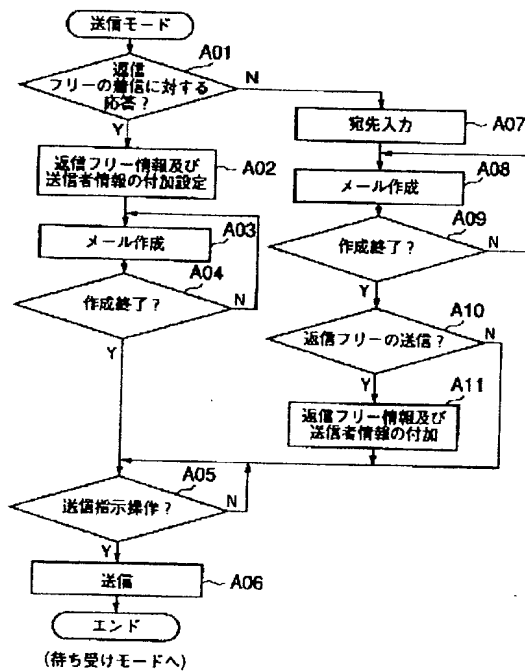 送信モード
A01
返信
フリーの着信に対する
応答？
N
Y
返信フリー情報及び
送信者情報の付加設定
A02
メール作成
A03
A04
作成終了？
N
Y
宛先入力
A07
A08
メール作成
A09
作成終了？
N
Y
A10
返信フリーの送信？
N
Y
A11
返信フリー情報及び
送信者情報の付加
A05
送信指示操作？
N
Y
送信
A06
エンド
(待ち受けモードへ)